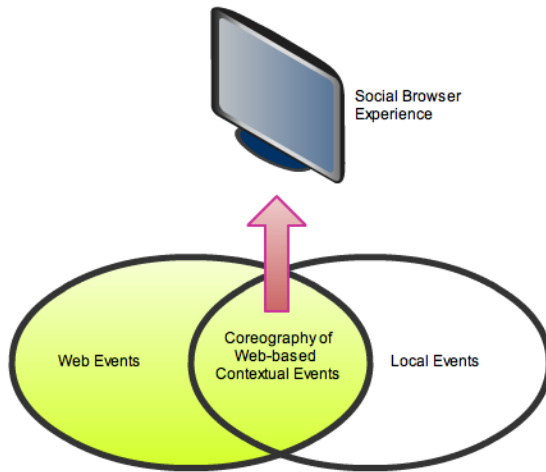 Social Browser
Experience
Web Events
Coreography of
Web-based
Contextual Events
Local Events